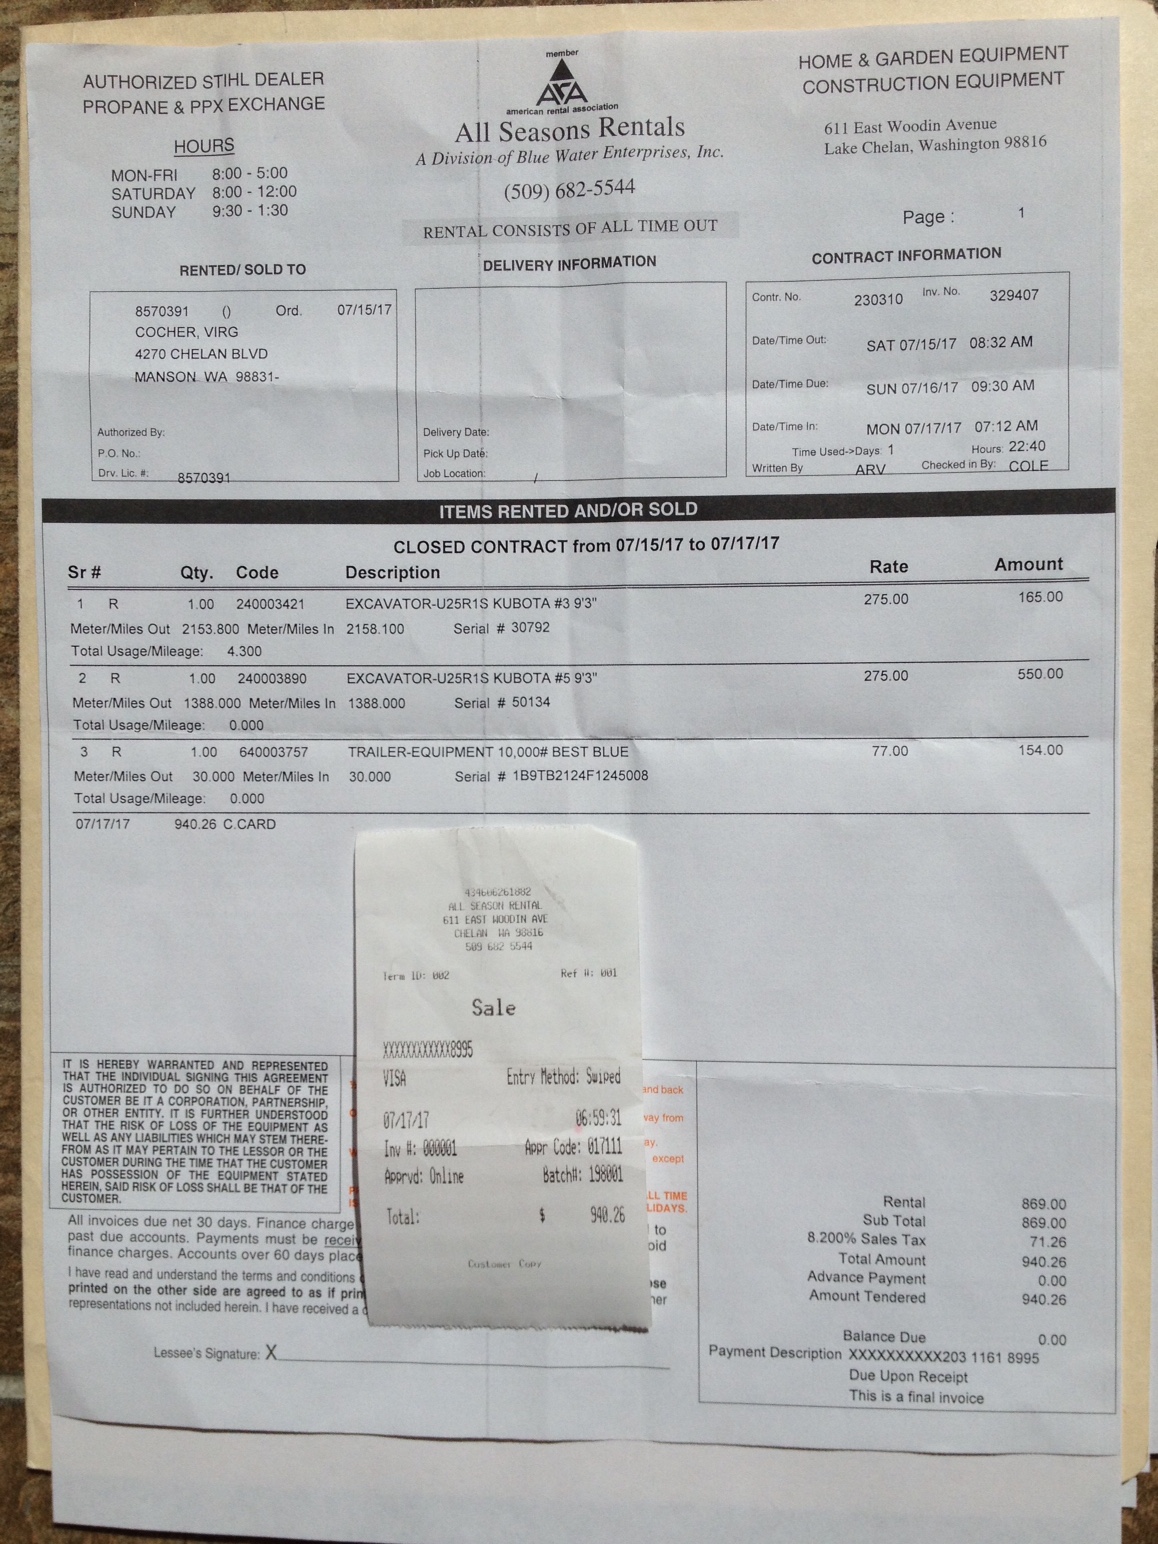 AUTHORIZED STIHL DEALER
PROPANE & PPX EXCHANGE
HOURS
MON-FRI 8:00 - 5:00
SATURDAY 8:00 - 12:00
SUNDAY 9:30 - 1:30
member
ARA
american rental association
All Seasons Rentals
A Division of Blue Water Enterprises, Inc.
(509) 682-5544
RENTAL CONSISTS OF ALL TIME OUT
HOME & GARDEN EQUIPMENT
CONSTRUCTION EQUIPMENT
611 East Woodin Avenue
Lake Chelan, Washington 98816
Page : 1
RENTED/ SOLD TO
8570391 () Ord. 07/15/17
COCHER, VIRG
4270 CHELAN BLVD
MANSON WA 98831-
Authorized By:
P.O. No.:
Drv. Lic. #: 8570391
DELIVERY INFORMATION
Delivery Date:
Pick Up Date:
Job Location: /
CONTRACT INFORMATION
Contr. No. 230310 Inv. No. 329407
Date/Time Out: SAT 07/15/17 08:32 AM
Date/Time Due: SUN 07/16/17 09:30 AM
Date/Time In: MON 07/17/17 07:12 AM
Time Used->Days: 1 Hours: 22:40
Written By ARV Checked in By: COLE
ITEMS RENTED AND/OR SOLD
CLOSED CONTRACT from 07/15/17 to 07/17/17
Sr # Qty. Code Description Rate Amount
1 R 1.00 240003421 EXCAVATOR-U25R1S KUBOTA #3 9'3" 275.00 165.00
Meter/Miles Out 2153.800 Meter/Miles In 2158.100 Serial # 30792
Total Usage/Mileage: 4.300
2 R 1.00 240003890 EXCAVATOR-U25R1S KUBOTA #5 9'3" 275.00 550.00
Meter/Miles Out 1388.000 Meter/Miles In 1388.000 Serial # 50134
Total Usage/Mileage: 0.000
3 R 1.00 640003757 TRAILER-EQUIPMENT 10,000# BEST BLUE 77.00 154.00
Meter/Miles Out 30.000 Meter/Miles In 30.000 Serial # 1B9TB2124F1245008
Total Usage/Mileage: 0.000
07/17/17 940.26 C.CARD
434606261882
ALL SEASON RENTAL
611 EAST WOODIN AVE
CHELAN WA 98816
509 682 5544
Term ID: 002 Ref #: 001
Sale
XXXXXXXXXXXX8995
VISA Entry Method: Swiped
07/17/17 06:59:31
Inv #: 000001 Appr Code: 017111
Apprvd: Online Batch#: 198001
Total: $ 940.26
Customer Copy
IT IS HEREBY WARRANTED AND REPRESENTED
THAT THE INDIVIDUAL SIGNING THIS AGREEMENT
IS AUTHORIZED TO DO SO ON BEHALF OF THE
CUSTOMER BE IT A CORPORATION, PARTNERSHIP,
OR OTHER ENTITY. IT IS FURTHER UNDERSTOOD
THAT THE RISK OF LOSS OF THE EQUIPMENT AS
WELL AS ANY LIABILITIES WHICH MAY STEM THERE-
FROM AS IT MAY PERTAIN TO THE LESSOR OR THE
CUSTOMER DURING THE TIME THAT THE CUSTOMER
HAS POSSESSION OF THE EQUIPMENT STATED
HEREIN, SAID RISK OF LOSS SHALL BE THAT OF THE
CUSTOMER.
and back
way from
ay.
except
LL TIME
LIDAYS.
All invoices due net 30 days. Finance charge
to
past due accounts. Payments must be
finance charges. Accounts over 60 days
I have read and understand the terms and conditions
printed on the other side are agreed to as if
representations not included herein. I have received a
Lessee's Signature: X
Rental 869.00
Sub Total 869.00
8.200% Sales Tax 71.26
Total Amount 940.26
Advance Payment 0.00
Amount Tendered 940.26
Balance Due 0.00
Payment Description XXXXXXXXXX203 1161 8995
Due Upon Receipt
This is a final invoice